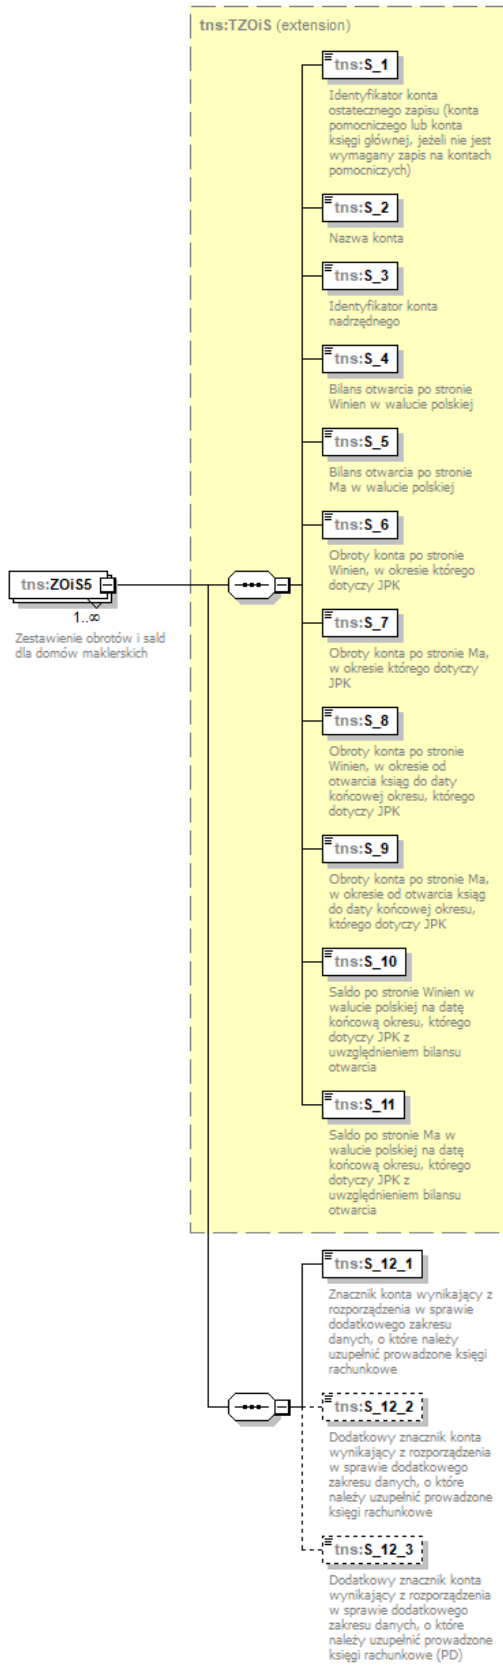 tns:TZOiS (extension)
tns:S_1
Identyfikator konta
ostatecznego zapisu (konta
pomocniczego lub konta
księgi głównej, jeżeli nie jest
wymagany zapis na kontach
pomocniczych)
tns:S_2
Nazwa konta
tns:S_3
Identyfikator konta
nadrzędnego
tns:S_4
Bilans otwarcia po stronie
Winien w walucie polskiej
tns:S_5
Bilans otwarcia po stronie
Ma w walucie polskiej
tns:S_6
Obroty konta po stronie
Winien, w okresie którego
dotyczy JPK
tns:ZOiS5
1..∞
Zestawienie obrotów i sald
dla domów maklerskich
tns:S_7
Obroty konta po stronie Ma,
w okresie którego dotyczy
JPK
tns:S_8
Obroty konta po stronie
Winien, w okresie od
otwarcia ksiąg do daty
końcowej okresu, którego
dotyczy JPK
tns:S_9
Obroty konta po stronie Ma,
w okresie od otwarcia ksiąg
do daty końcowej okresu,
którego dotyczy JPK
tns:S_10
Saldo po stronie Winien w
walucie polskiej na datę
końcową okresu, którego
dotyczy JPK z
uwzględnieniem bilansu
otwarcia
tns:S_11
Saldo po stronie Ma w
walucie polskiej na datę
końcową okresu, którego
dotyczy JPK z
uwzględnieniem bilansu
otwarcia
tns:S_12_1
Znacznik konta wynikający z
rozporządzenia w sprawie
dodatkowego zakresu
danych, o które należy
uzupełnić prowadzone księgi
rachunkowe
tns:S_12_2
Dodatkowy znacznik konta
wynikający z rozporządzenia
w sprawie dodatkowego
zakresu danych, o które
należy uzupełnić prowadzone
księgi rachunkowe
tns:S_12_3
Dodatkowy znacznik konta
wynikający z rozporządzenia
w sprawie dodatkowego
zakresu danych, o które
należy uzupełnić prowadzone
księgi rachunkowe (PD)